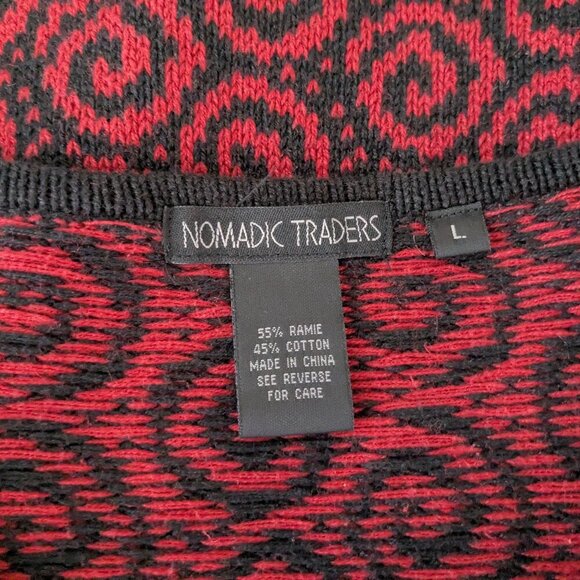 NOMADIC TRADERS
L
55% RAMIE
45% COTTON
MADE IN CHINA
SEE REVERSE
FOR CARE